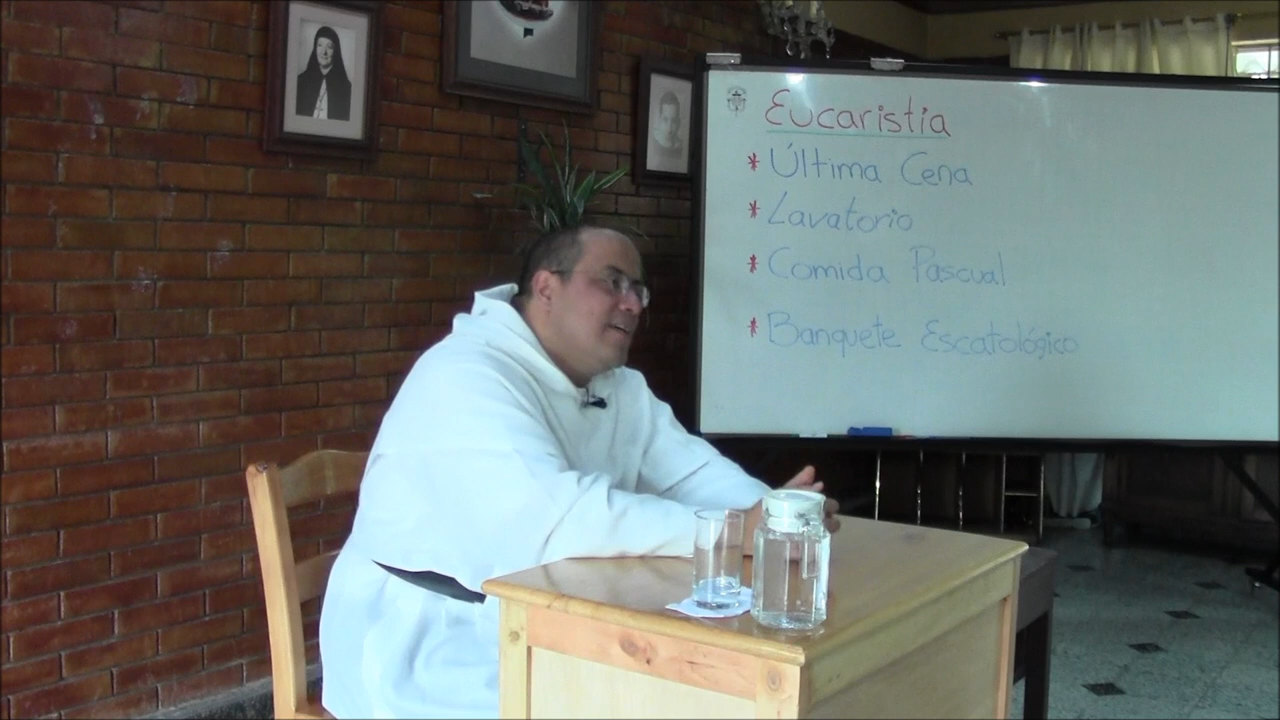 Eucaristía
* Última Cena
* Lavatorio
* Comida Pascual
* Banquete Escatológico